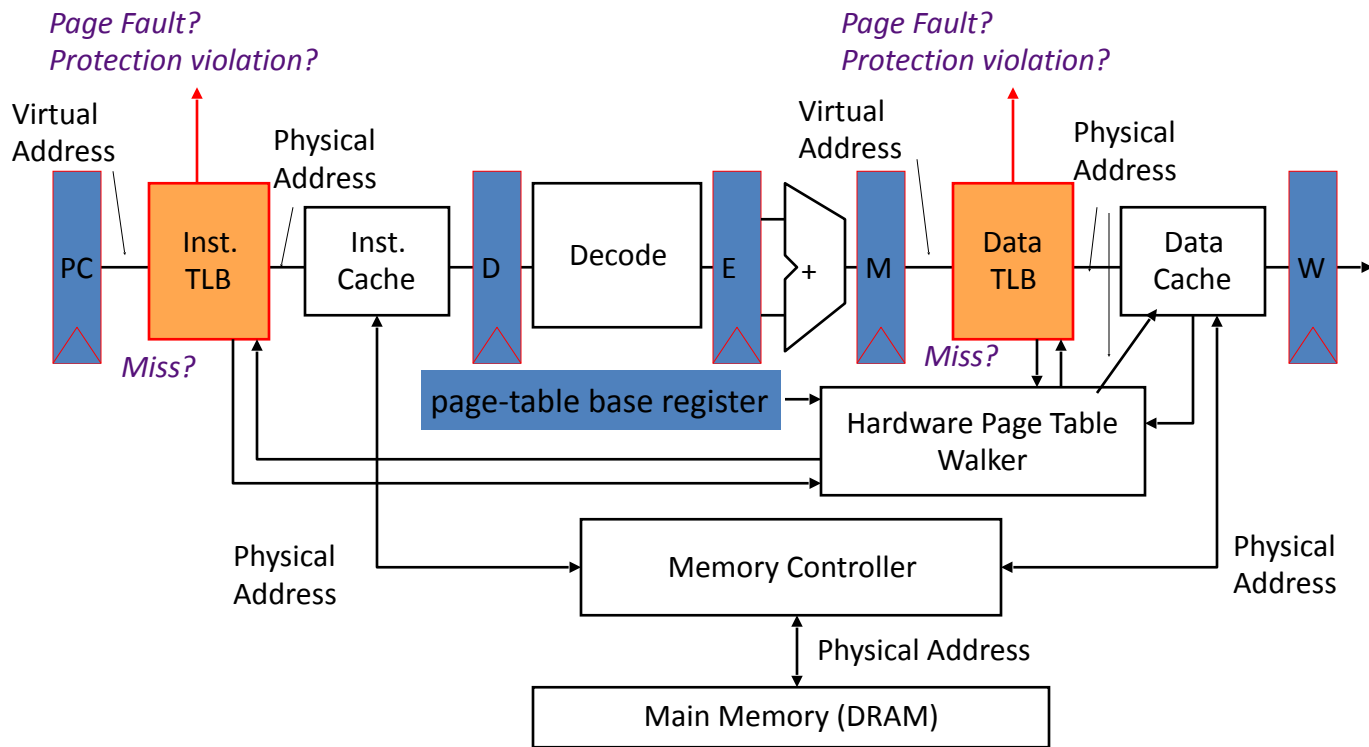 Page Fault?
Protection violation?
Page Fault?
Protection violation?
Virtual
Address
Physical
Address
Virtual
Address
Physical
Address
PC
Inst.
TLB
Inst.
Cache
D
Decode
E
+
M
Data
TLB
Data
Cache
W
Miss?
Miss?
page-table base register
Hardware Page Table
Walker
Physical
Address
Memory Controller
Physical
Address
Physical Address
Main Memory (DRAM)